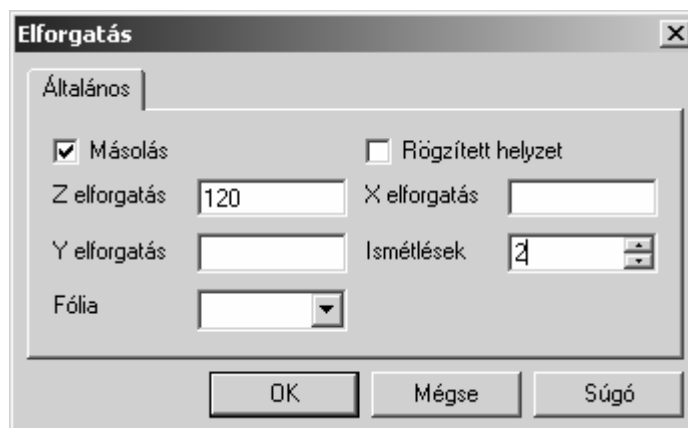 Elforgatás
Általános
Másolás Rögzített helyzet
Z elforgatás 120 X elforgatás
Y elforgatás Ismétlések 2
Fólia
OK Mégse Súgó